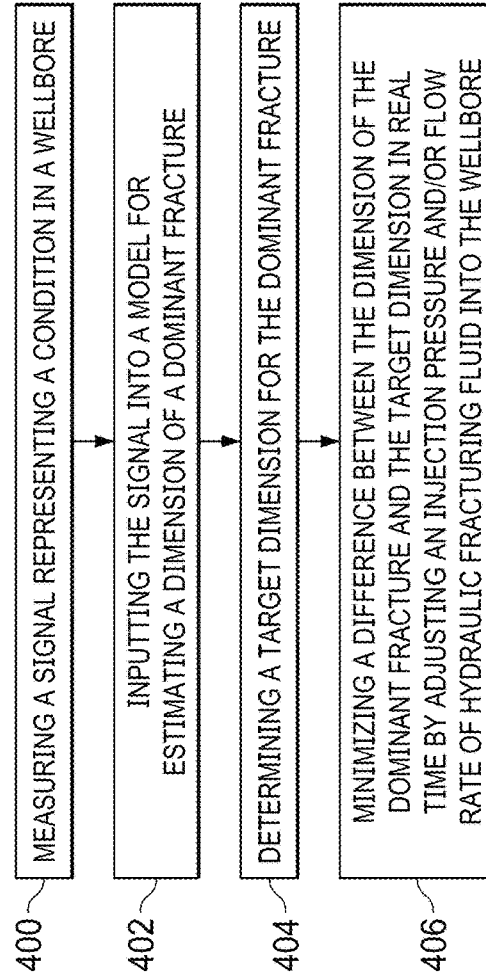 400
MEASURING A SIGNAL REPRESENTING A CONDITION IN A WELLBORE
402
INPUTTING THE SIGNAL INTO A MODEL FOR
ESTIMATING A DIMENSION OF A DOMINANT FRACTURE
404
DETERMINING A TARGET DIMENSION FOR THE DOMINANT FRACTURE
406
MINIMIZING A DIFFERENCE BETWEEN THE DIMENSION OF THE
DOMINANT FRACTURE AND THE TARGET DIMENSION IN REAL
TIME BY ADJUSTING AN INJECTION PRESSURE AND/OR FLOW
RATE OF HYDRAULIC FRACTURING FLUID INTO THE WELLBORE